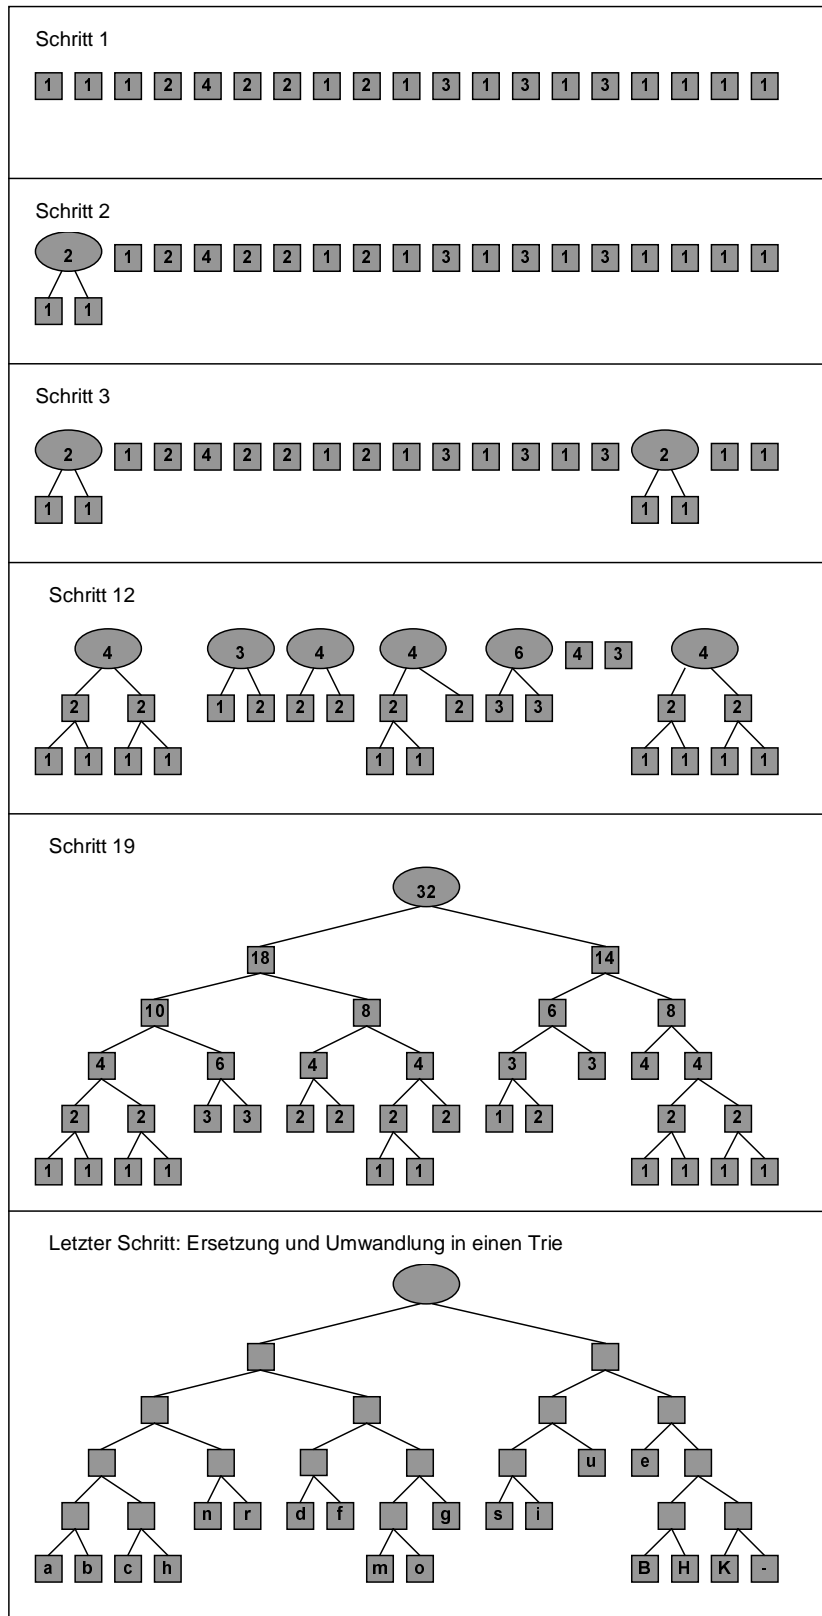 Schritt 1
1 1 1 2 4 2 2 1 2 1 3 1 3 1 3 1 1 1 1
Schritt 2
2 1 2 4 2 2 1 2 1 3 1 3 1 3 1 1 1 1
1 1
Schritt 3
2 1 2 4 2 2 1 2 1 3 1 3 1 3 2 1 1
1 1 1 1
Schritt 12
4 3 4 4 6 4 3 4
2 2 1 2 2 2 2 2 3 3 2 2
1 1 1 1 1 1 1 1 1 1
Schritt 19
32
18 14
10 8 6 8
4 6 4 4 3 3 4 4
2 2 3 3 2 2 2 2 1 2 2 2
1 1 1 1 1 1 1 1 1 1
Letzter Schritt: Ersetzung und Umwandlung in einen Trie
u e
n r d f g s i
a b c h m o B H K -